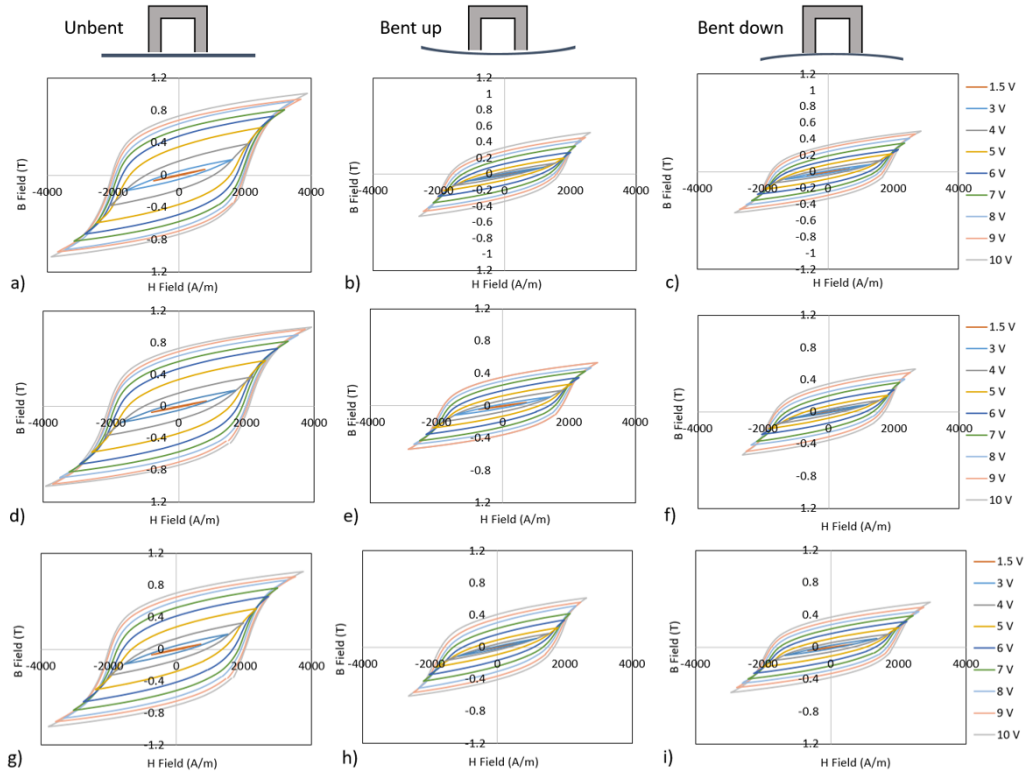 Unbent
Bent up
Bent down
1.2
0.8
0.4
0
-0.4
-0.8
1.2
-4000
-2000
0
2000
4000
B Field (T)
H Field (A/m)
a)
1.2
1
0.8
0.6
0.4
0.2
0
-0.2
-0.4
-0.6
-0.8
-1
1.2
-4000
-2000
0
2000
4000
B Field (T)
H Field (A/m)
b)
1.2
1
0.8
0.6
0.4
0.2
0
-0.2
-0.4
-0.6
-0.8
-1
-1.2
-4000
-2000
0
2000
4000
B Field (T)
H Field (A/m)
c)
1.5 V
3 V
4 V
5 V
6 V
7 V
8 V
9 V
10 V
1.2
0.8
0.4
0
-0.4
-0.8
1.2
-4000
-2000
0
2000
4000
B Field (T)
H Field (A/m)
d)
1.2
0.8
0.4
0
-0.4
-0.8
1.2
-4000
-2000
0
2000
4000
B Field (T)
H Field (A/m)
e)
1.2
0.8
0.4
0
-0.4
-0.8
1.2
-4000
-2000
0
2000
4000
B Field (T)
H Field (A/m)
f)
1.5 V
3 V
4 V
5 V
6 V
7 V
8 V
9 V
10 V
1.2
0.8
0.4
0
-0.4
-0.8
-1.2
-4000
-2000
0
2000
4000
B Field (T)
H Field (A/m)
g)
1.2
0.8
0.4
0
-0.4
-0.8
-1.2
-4000
-2000
0
2000
4000
B Field (T)
H Field (A/m)
h)
1.2
0.8
0.4
0
-0.4
-0.8
-1.2
-4000
-2000
0
2000
4000
B Field (T)
H Field (A/m)
i)
1.5 V
3 V
4 V
5 V
6 V
7 V
8 V
9 V
10 V